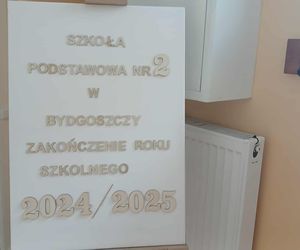 SZKOŁA
PODSTAWOWA NR 2
W
BYDGOSZCZY
ZAKOŃCZENIE ROKU
SZKOLNEGO
2024/2025